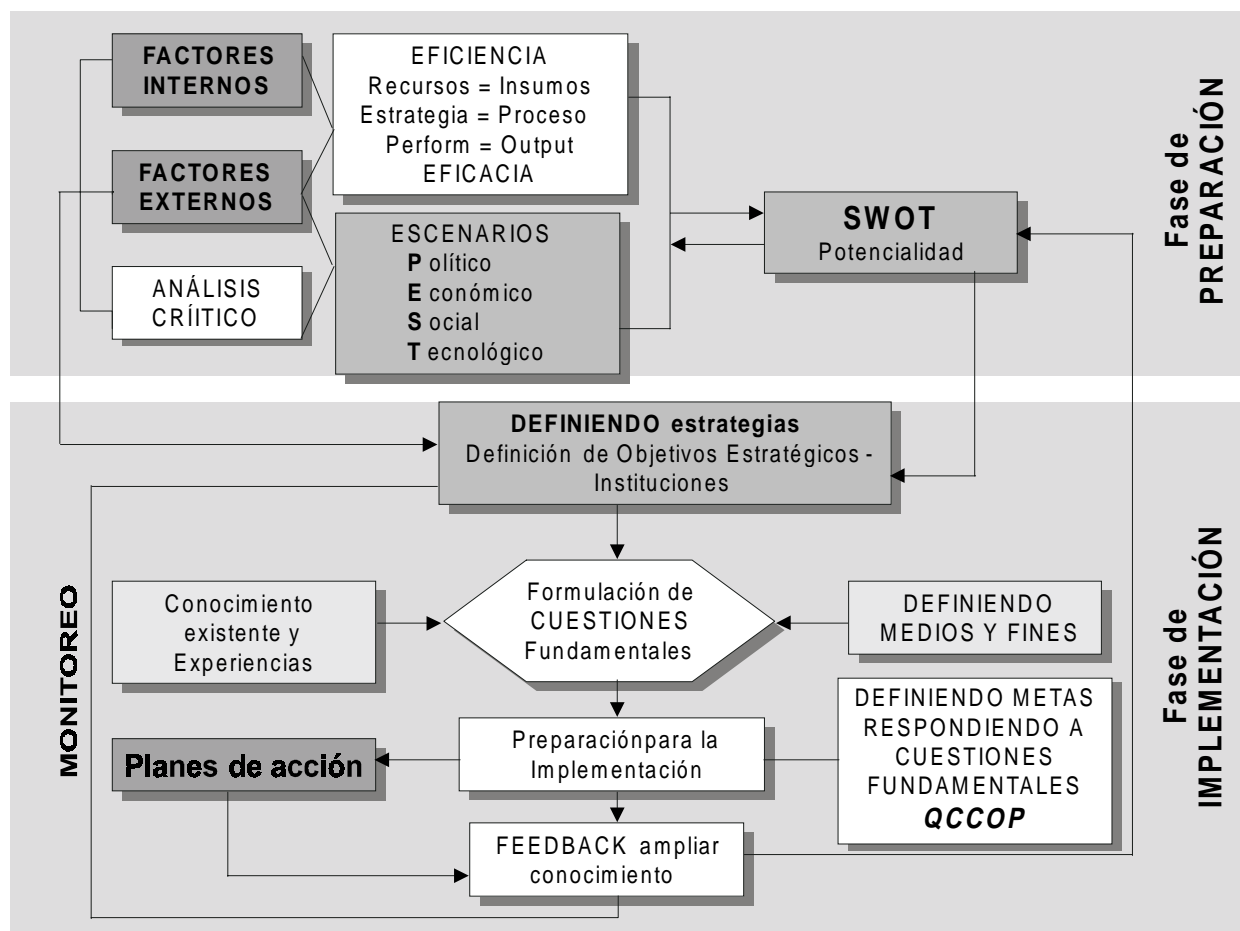 FACTORES
INTERNOS
EFICIENCIA
Recursos = Insumos
Estrategia = Proceso
Perform = Output
EFICACIA
FACTORES
EXTERNOS
ANÁLISIS
CRÍITICO
ESCENARIOS
P olítico
E conómico
S ocial
T ecnológico
SWOT
Potencialidad
Fase de
PREPARACIÓN
DEFINIENDO estrategias
Definición de Objetivos Estratégicos -
Instituciones
MONITOREO
Conocimiento
existente y
Experiencias
Formulación de
CUESTIONES
Fundamentales
DEFINIENDO
MEDIOS Y FINES
Planes de acción
Preparaciónpara la
Implementación
DEFINIENDO METAS
RESPONDIENDO A
CUESTIONES
FUNDAMENTALES
QCCOP
FEEDBACK ampliar
conocimiento
Fase de
IMPLEMENTACIÓN